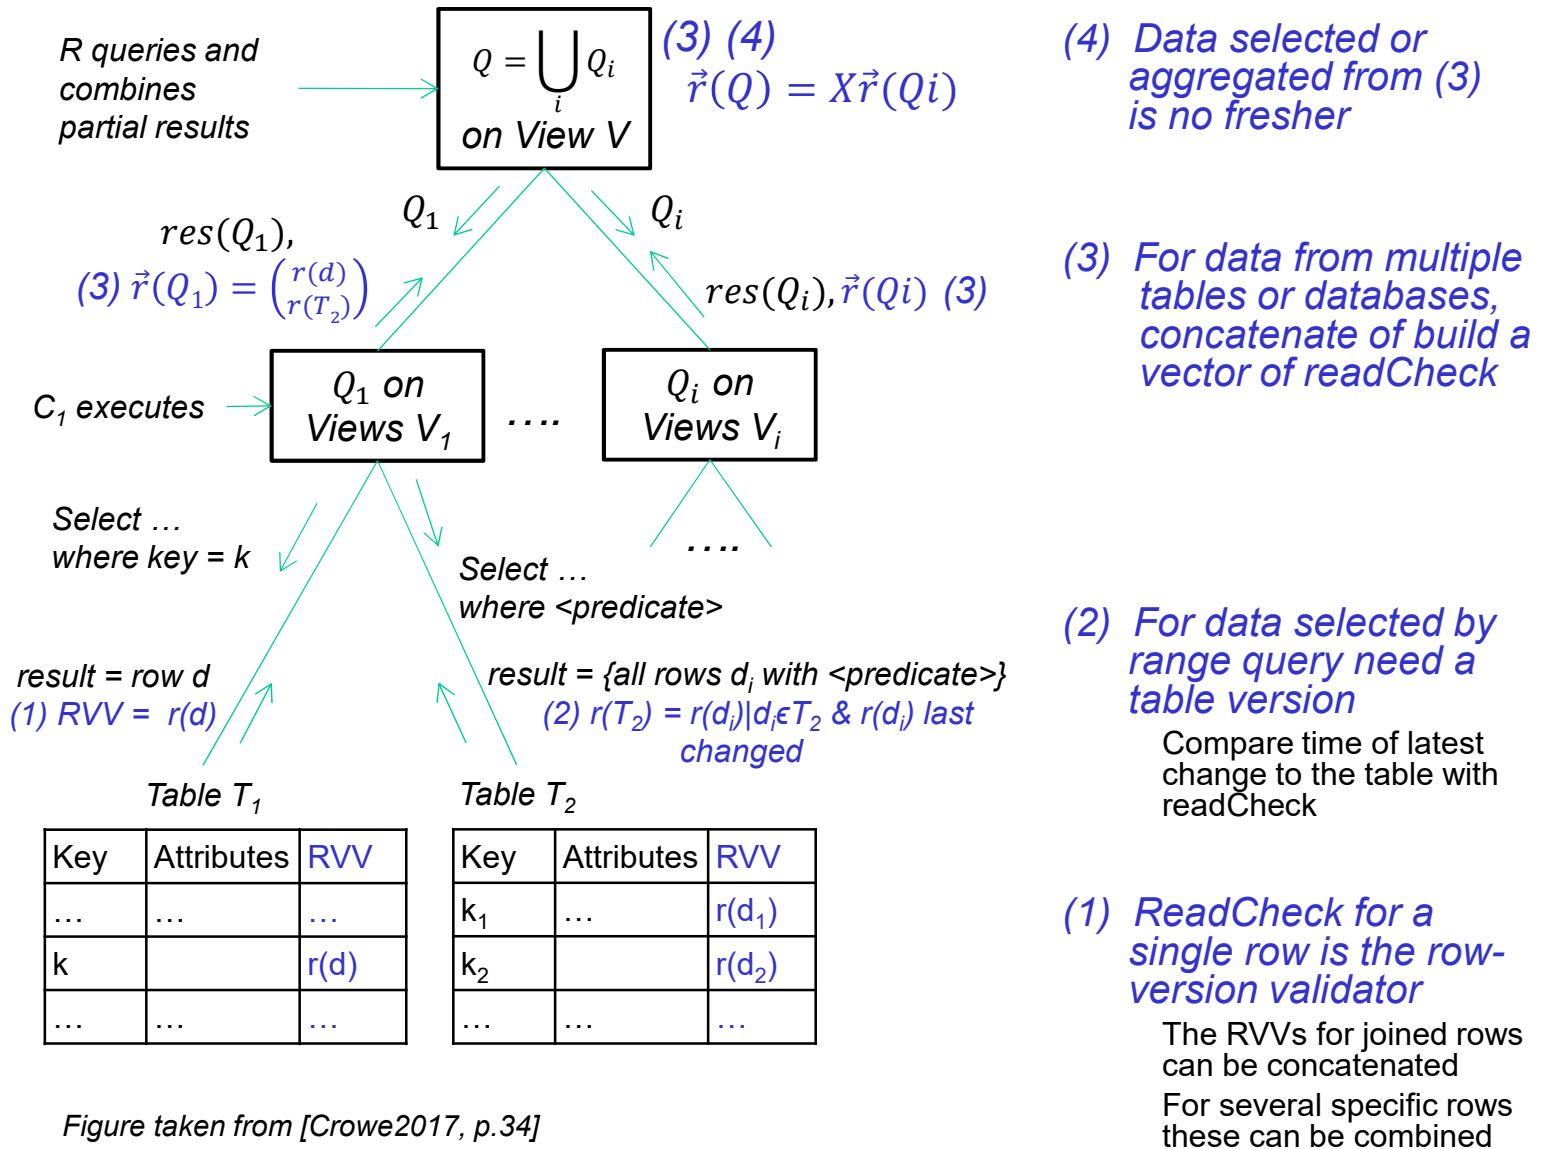 R queries and
combines
partial results
Q = ⋃ Qᵢ
i
on View V
(3) (4)
r⃗(Q) = Xr⃗(Qi)
Q₁
Qᵢ
res(Q₁),
(3) r⃗(Q₁) = (r(d)
r(T₂))
res(Qᵢ), r⃗(Qi) (3)
C₁ executes
Q₁ on
Views V₁
….
Qᵢ on
Views Vᵢ
Select …
where key = k
Select …
where <predicate>
….
result = row d
(1) RVV = r(d)
result = {all rows dᵢ with <predicate>}
(2) r(T₂) = r(dᵢ)|dᵢϵT₂ & r(dᵢ) last
changed
Table T₁
Key Attributes RVV
… … …
k r(d)
… … …
Table T₂
Key Attributes RVV
k₁ … r(d₁)
k₂ r(d₂)
… … …
Figure taken from [Crowe2017, p.34]
(4) Data selected or
aggregated from (3)
is no fresher
(3) For data from multiple
tables or databases,
concatenate of build a
vector of readCheck
(2) For data selected by
range query need a
table version
Compare time of latest
change to the table with
readCheck
(1) ReadCheck for a
single row is the row-
version validator
The RVVs for joined rows
can be concatenated
For several specific rows
these can be combined